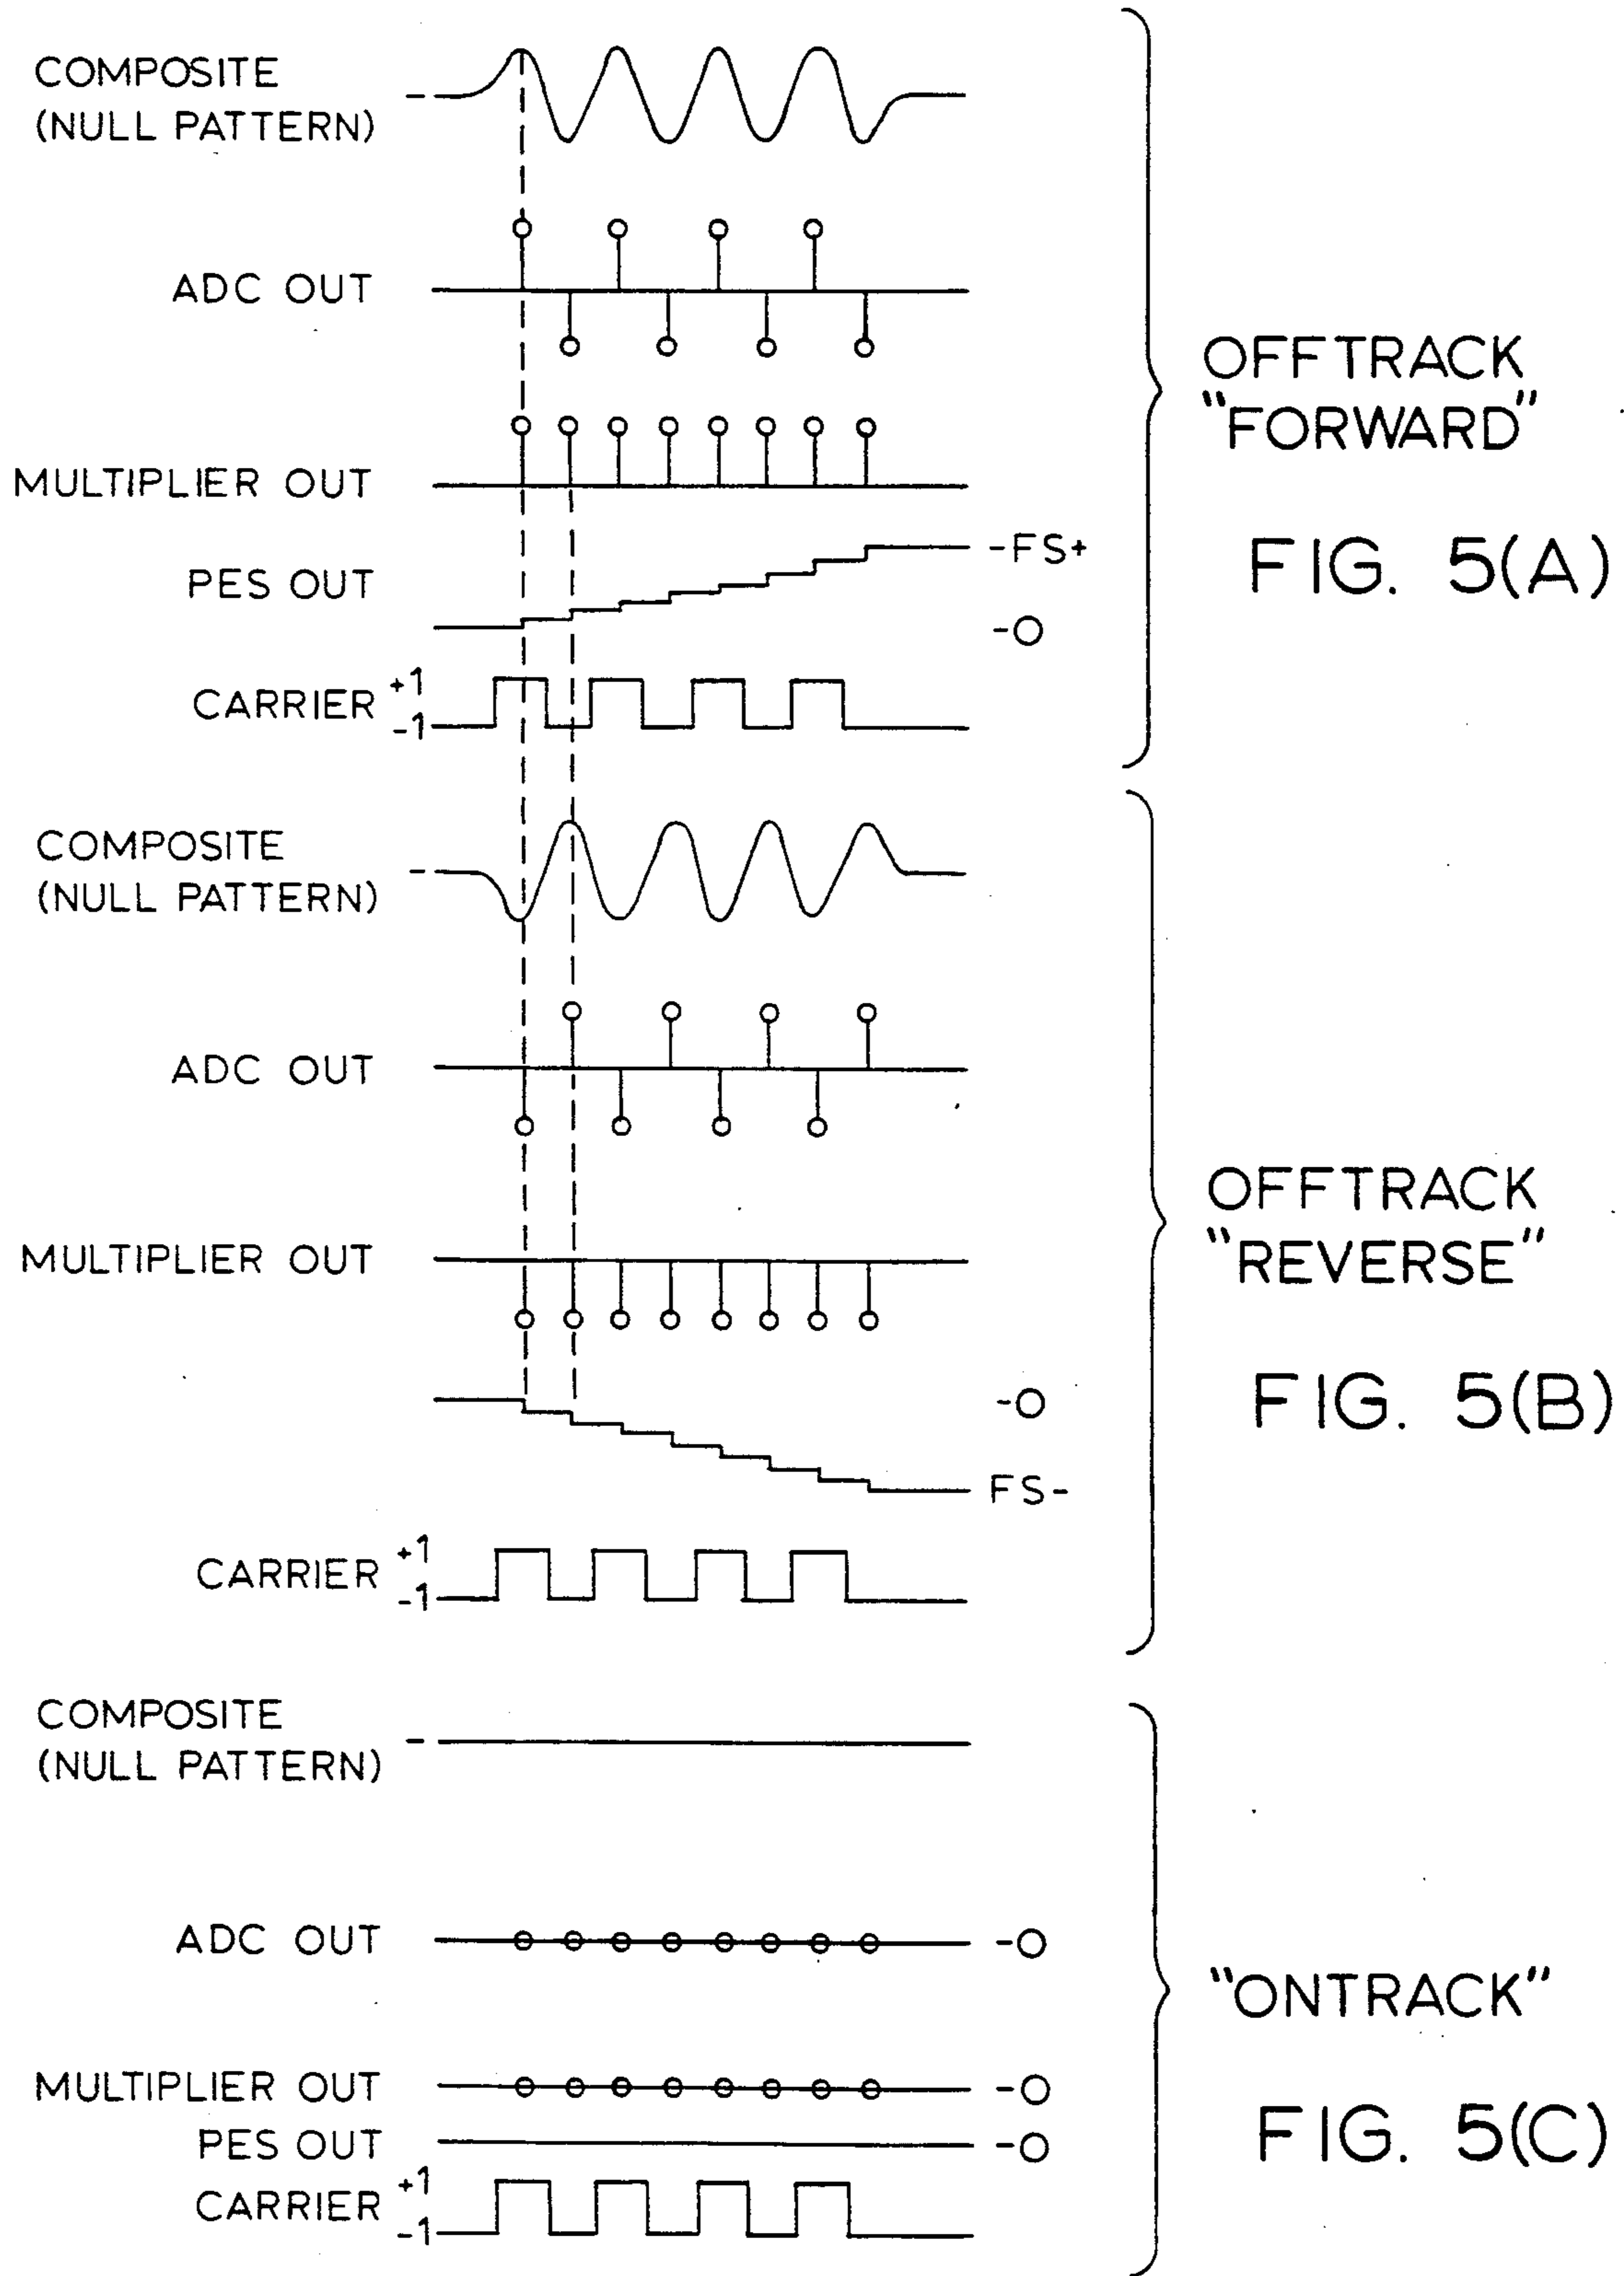 COMPOSITE
(NULL PATTERN)
ADC OUT
MULTIPLIER OUT
-FS+
PES OUT
-O
CARRIER +1
-1
OFFTRACK
"FORWARD"
FIG. 5(A)
COMPOSITE
(NULL PATTERN)
ADC OUT
MULTIPLIER OUT
-O
FS-
CARRIER +1
-1
OFFTRACK
"REVERSE"
FIG. 5(B)
COMPOSITE
(NULL PATTERN)
ADC OUT -O
MULTIPLIER OUT -O
PES OUT -O
CARRIER +1
-1
"ONTRACK"
FIG. 5(C)